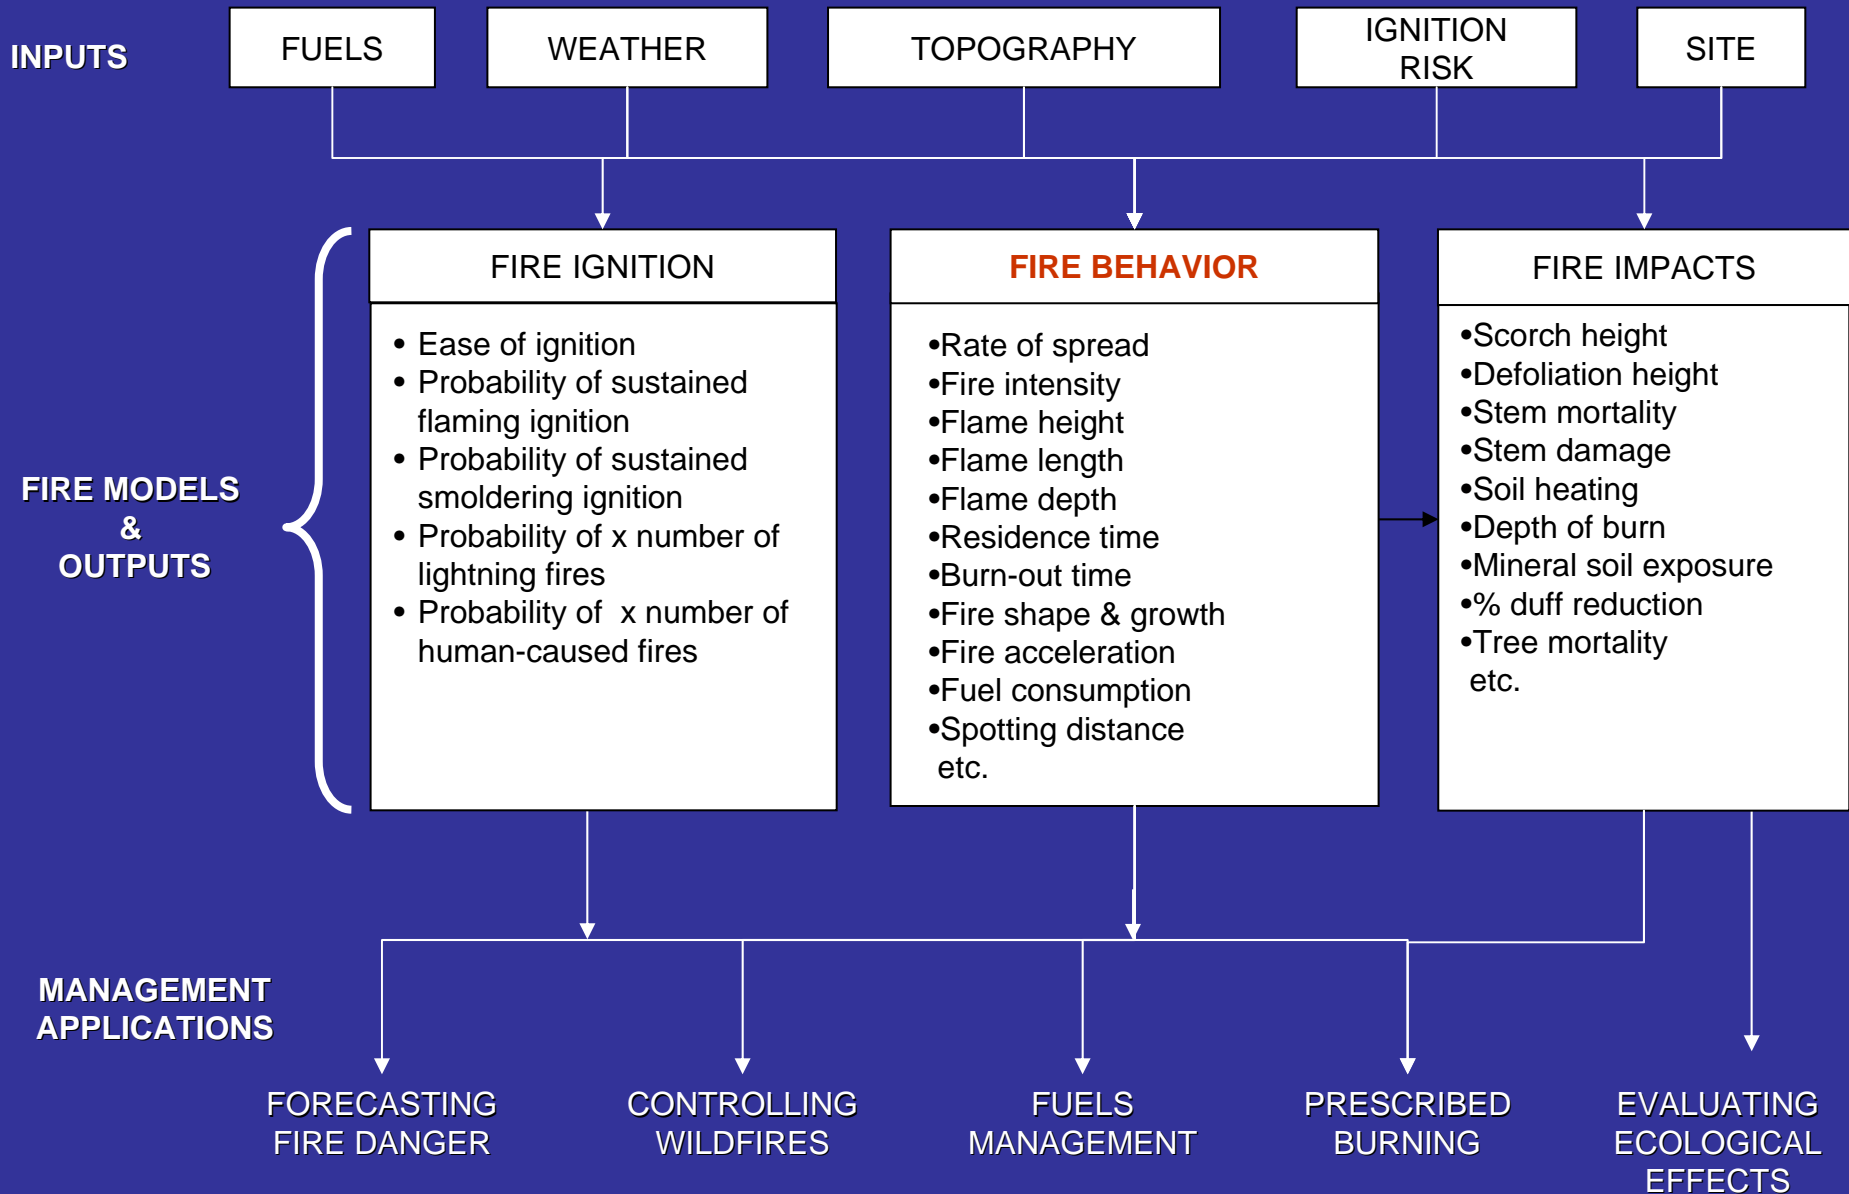 INPUTS
FUELS
WEATHER
TOPOGRAPHY
IGNITION
RISK
SITE
FIRE MODELS
&
OUTPUTS
FIRE IGNITION
• Ease of ignition
• Probability of sustained
flaming ignition
• Probability of sustained
smoldering ignition
• Probability of x number of
lightning fires
• Probability of x number of
human-caused fires
FIRE BEHAVIOR
•Rate of spread
•Fire intensity
•Flame height
•Flame length
•Flame depth
•Residence time
•Burn-out time
•Fire shape & growth
•Fire acceleration
•Fuel consumption
•Spotting distance
etc.
FIRE IMPACTS
•Scorch height
•Defoliation height
•Stem mortality
•Stem damage
•Soil heating
•Depth of burn
•Mineral soil exposure
•% duff reduction
•Tree mortality
etc.
MANAGEMENT
APPLICATIONS
FORECASTING
FIRE DANGER
CONTROLLING
WILDFIRES
FUELS
MANAGEMENT
PRESCRIBED
BURNING
EVALUATING
ECOLOGICAL
EFFECTS